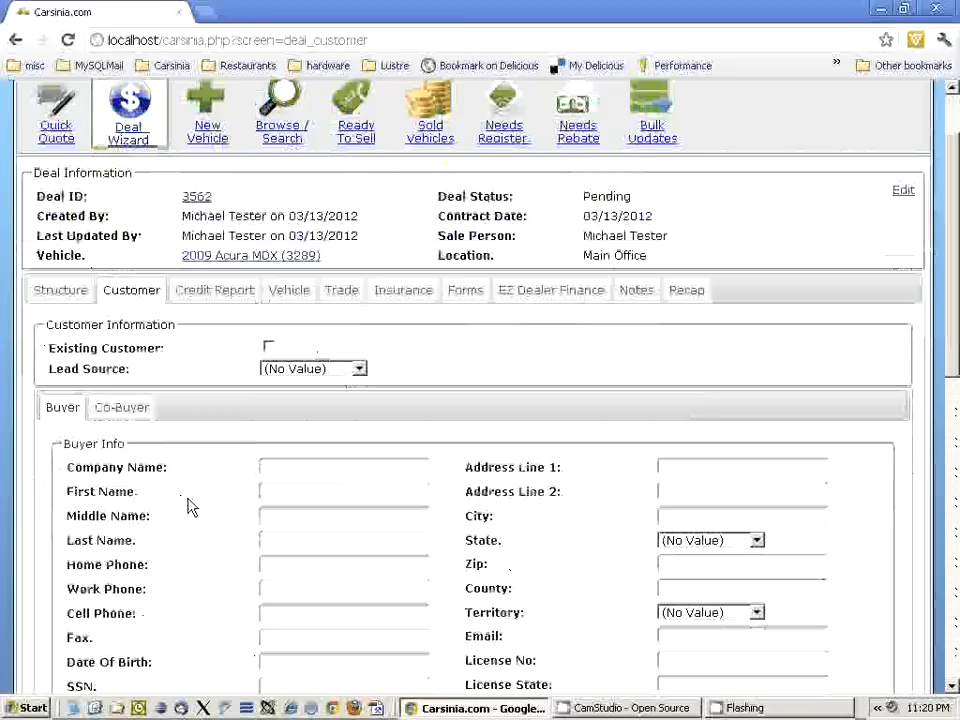 Carsinia.com
localhost/carsinia.php?screen=deal_customer
misc MySQLMail Carsinia Restaurants hardware Lustre Bookmark on Delicious My Delicious Performance » Other bookmarks
Quick Quote
Deal Wizard
New Vehicle
Browse / Search
Ready To Sell
Sold Vehicles
Needs Register.
Needs Rebate
Bulk Updates
Deal Information
Edit
Deal ID: 3562 Deal Status: Pending
Created By: Michael Tester on 03/13/2012 Contract Date: 03/13/2012
Last Updated By: Michael Tester on 03/13/2012 Sale Person: Michael Tester
Vehicle. 2009 Acura MDX (3289) Location. Main Office
Structure Customer Credit Report Vehicle Trade Insurance Forms EZ Dealer Finance Notes Recap
Customer Information
Existing Customer:
Lead Source: (No Value)
Buyer Co-Buyer
Buyer Info
Company Name: Address Line 1:
First Name. Address Line 2:
Middle Name: City:
Last Name. State. (No Value)
Home Phone: Zip:
Work Phone: County:
Cell Phone: Territory: (No Value)
Fax. Email:
Date Of Birth: License No:
SSN. License State:
Start Carsinia.com - Google... CamStudio - Open Source Flashing « 11:20 PM